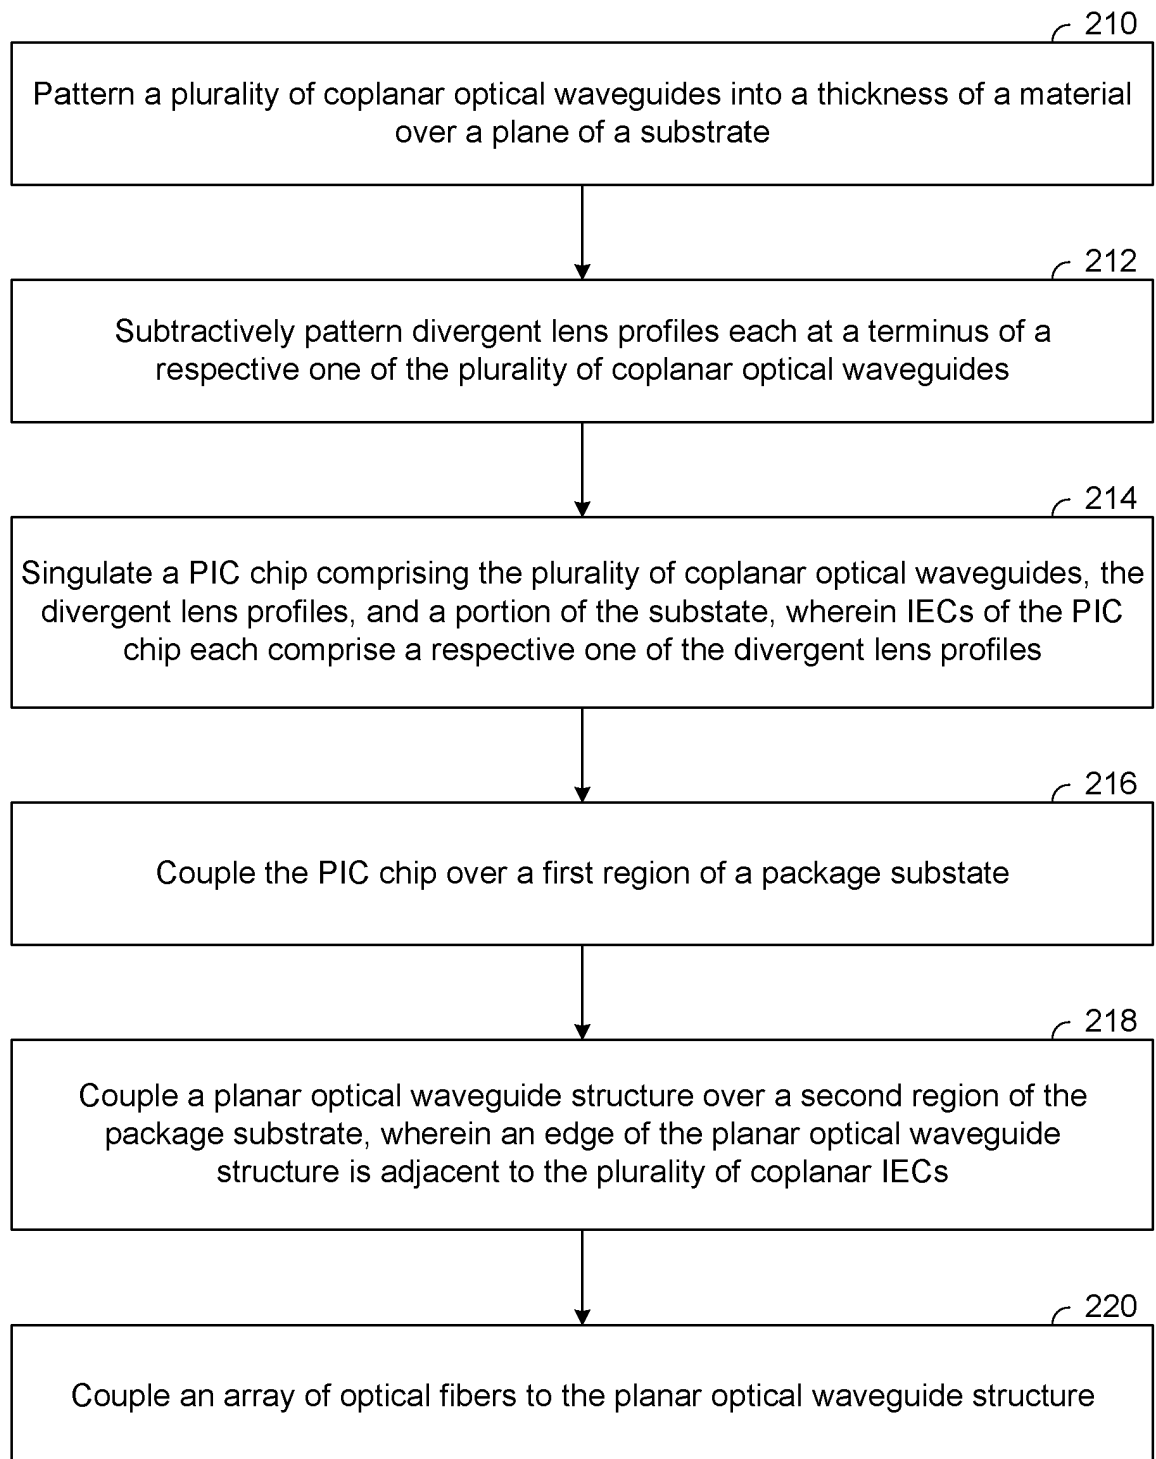 210
Pattern a plurality of coplanar optical waveguides into a thickness of a material
over a plane of a substrate
212
Subtractively pattern divergent lens profiles each at a terminus of a
respective one of the plurality of coplanar optical waveguides
214
Singulate a PIC chip comprising the plurality of coplanar optical waveguides, the
divergent lens profiles, and a portion of the substate, wherein IECs of the PIC
chip each comprise a respective one of the divergent lens profiles
216
Couple the PIC chip over a first region of a package substate
218
Couple a planar optical waveguide structure over a second region of the
package substrate, wherein an edge of the planar optical waveguide
structure is adjacent to the plurality of coplanar IECs
220
Couple an array of optical fibers to the planar optical waveguide structure